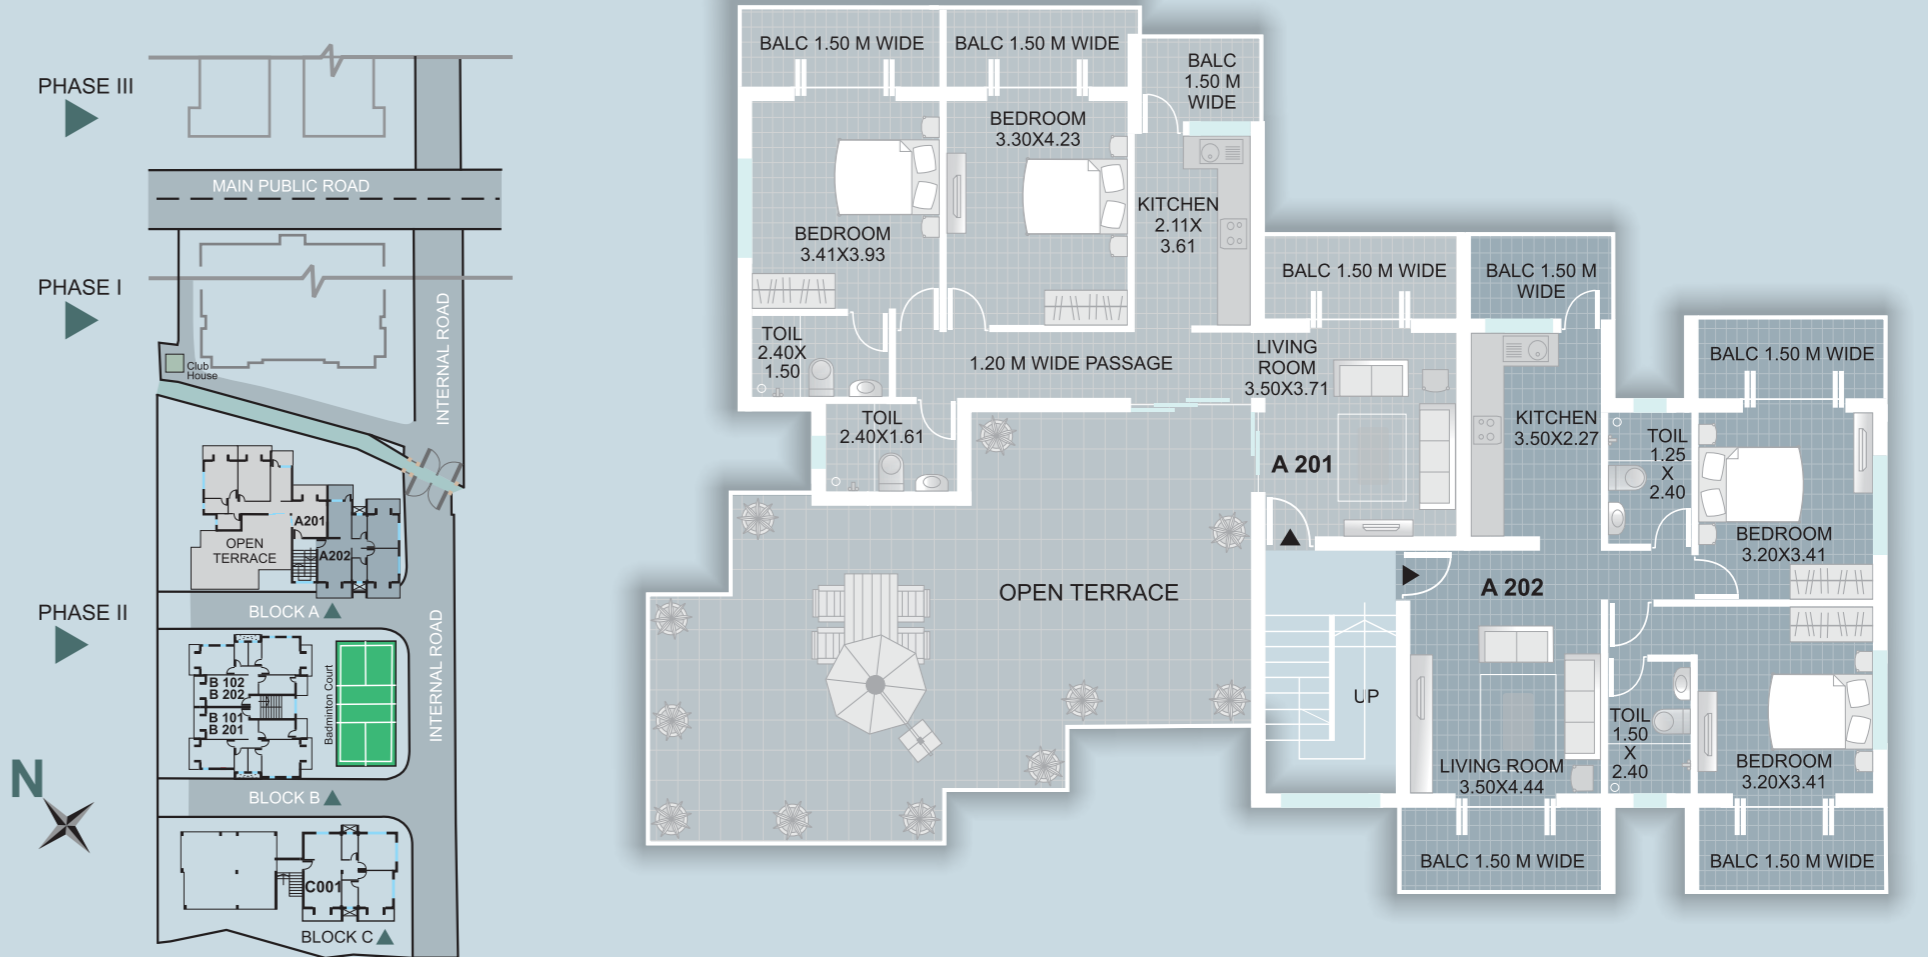 PHASE III
MAIN PUBLIC ROAD
PHASE I
INTERNAL ROAD
Club
House
A201
OPEN
TERRACE
A202
PHASE II
BLOCK A
INTERNAL ROAD
B 102
B 202
B 101
B 201
Badminton Court
N
BLOCK B
C001
BLOCK C
BALC 1.50 M WIDE
BALC 1.50 M WIDE
BALC
1.50 M
WIDE
BEDROOM
3.30X4.23
KITCHEN
2.11X
3.61
BEDROOM
3.41X3.93
BALC 1.50 M WIDE
BALC 1.50 M
WIDE
TOIL
2.40X
1.50
1.20 M WIDE PASSAGE
LIVING
ROOM
3.50X3.71
BALC 1.50 M WIDE
TOIL
2.40X1.61
KITCHEN
3.50X2.27
TOIL
1.25
X
2.40
A 201
BEDROOM
3.20X3.41
OPEN TERRACE
A 202
UP
TOIL
1.50
X
2.40
LIVING ROOM
3.50X4.44
BEDROOM
3.20X3.41
BALC 1.50 M WIDE
BALC 1.50 M WIDE